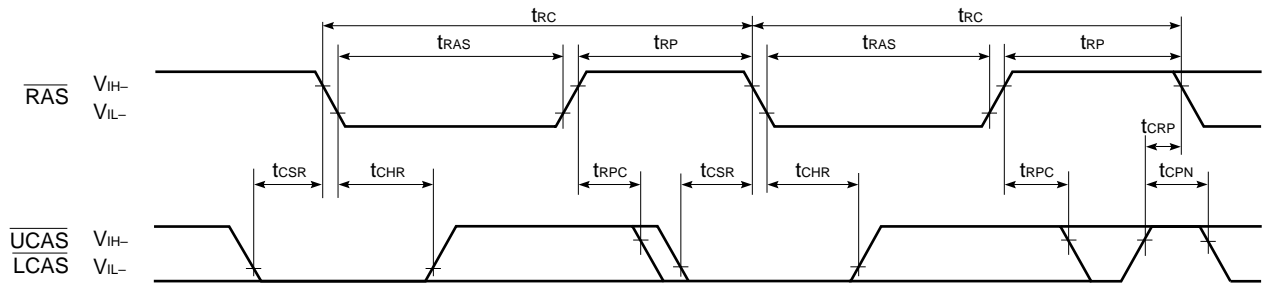 tRC tRC
tRAS tRP tRAS tRP
RAS VIH–
VIL–
tCRP
tCSR tCHR tRPC tCSR tCHR tRPC tCPN
UCAS VIH–
LCAS VIL–